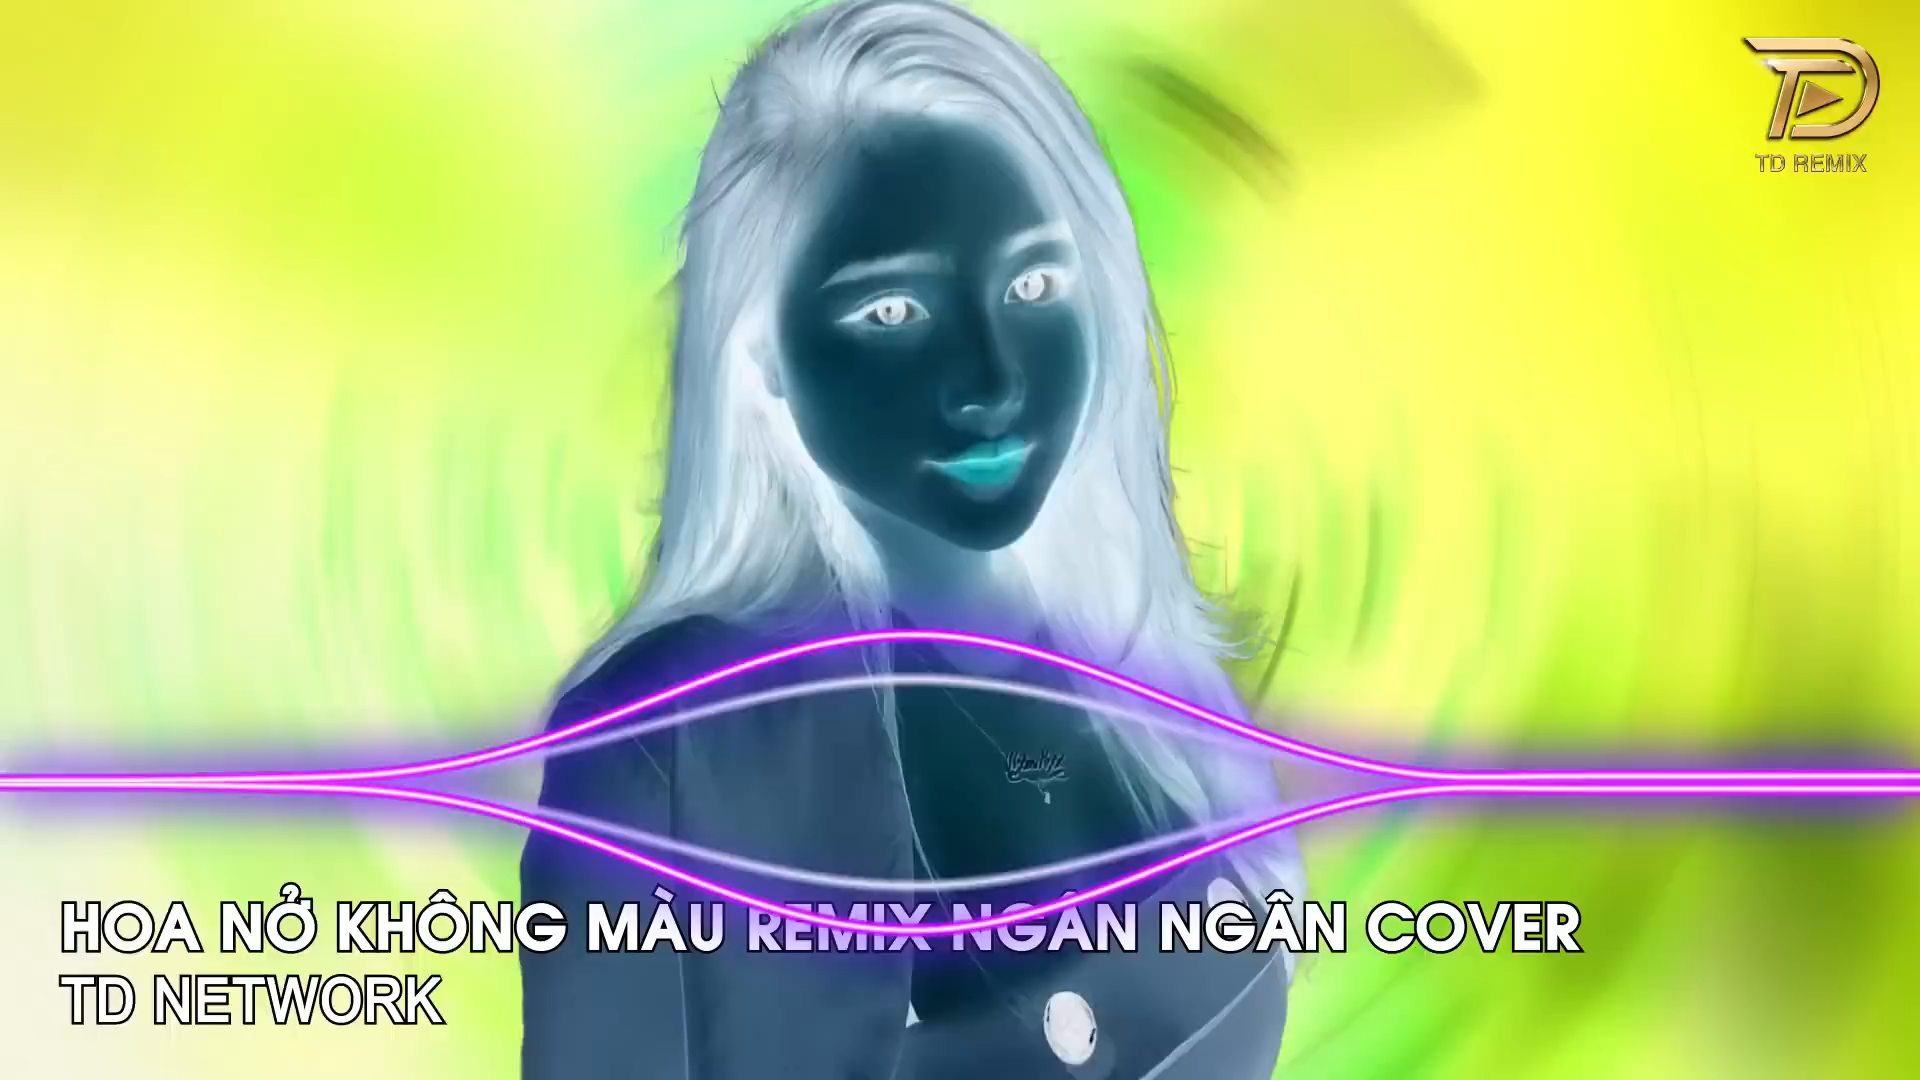 TD REMIX
HOA NỞ KHÔNG MÀU REMIX NGÂN NGÂN COVER
TD NETWORK